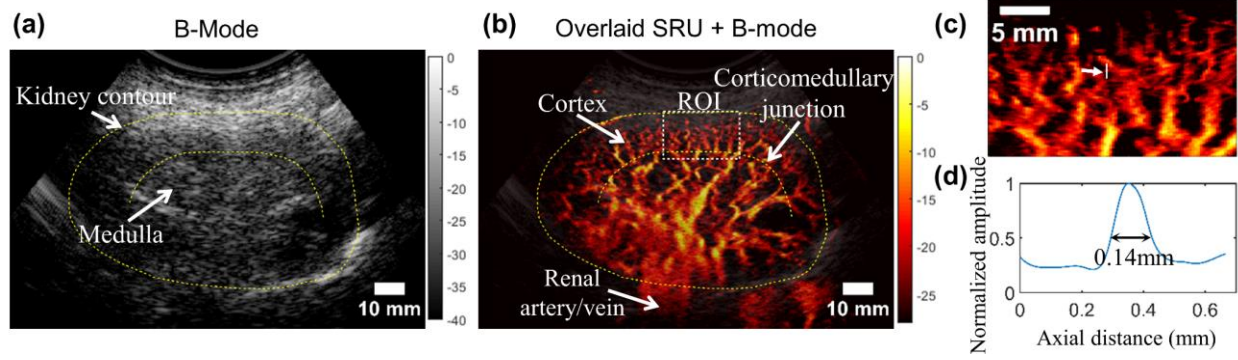 (a)
B-Mode
Kidney contour
Medulla
10 mm
0
-5
-10
-15
-20
-25
-30
-35
-40
(b)
Overlaid SRU + B-mode
Cortex
ROI
Corticomedullary
junction
Renal
artery/vein
10 mm
0
-5
-10
-15
-20
-25
(c)
5 mm
(d)
Normalized amplitude
1
0.5
0
0.14mm
0
0.2
0.4
0.6
Axial distance (mm)